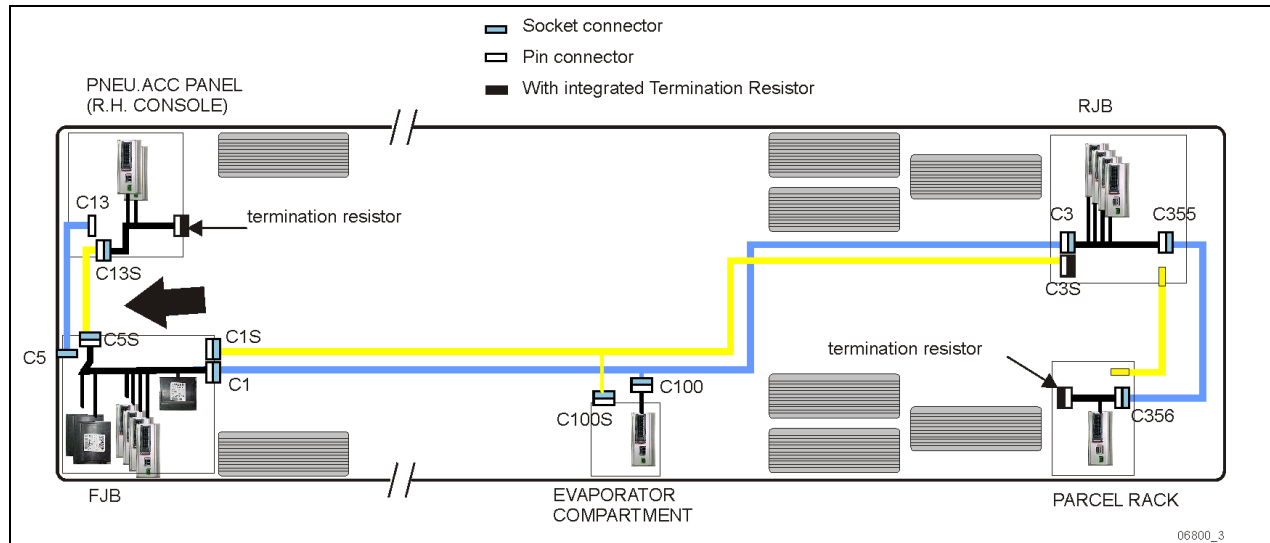 Socket connector
Pin connector
With integrated Termination Resistor
PNEU.ACC PANEL
(R.H. CONSOLE)
RJB
C13
termination resistor
C3
C355
C13S
C3S
C5S
C1S
C5
termination resistor
C1
C100
C100S
C356
FJB
EVAPORATOR
COMPARTMENT
PARCEL RACK
06800_3